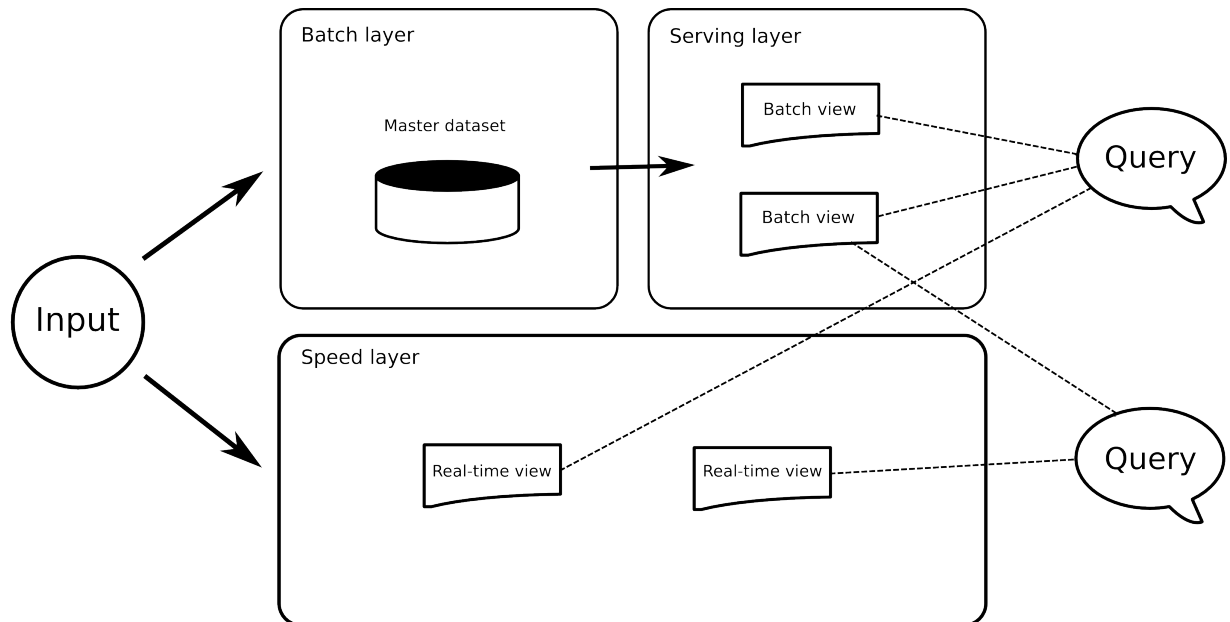 Batch layer
Serving layer
Master dataset
Batch view
Batch view
Query
Input
Speed layer
Real-time view
Real-time view
Query